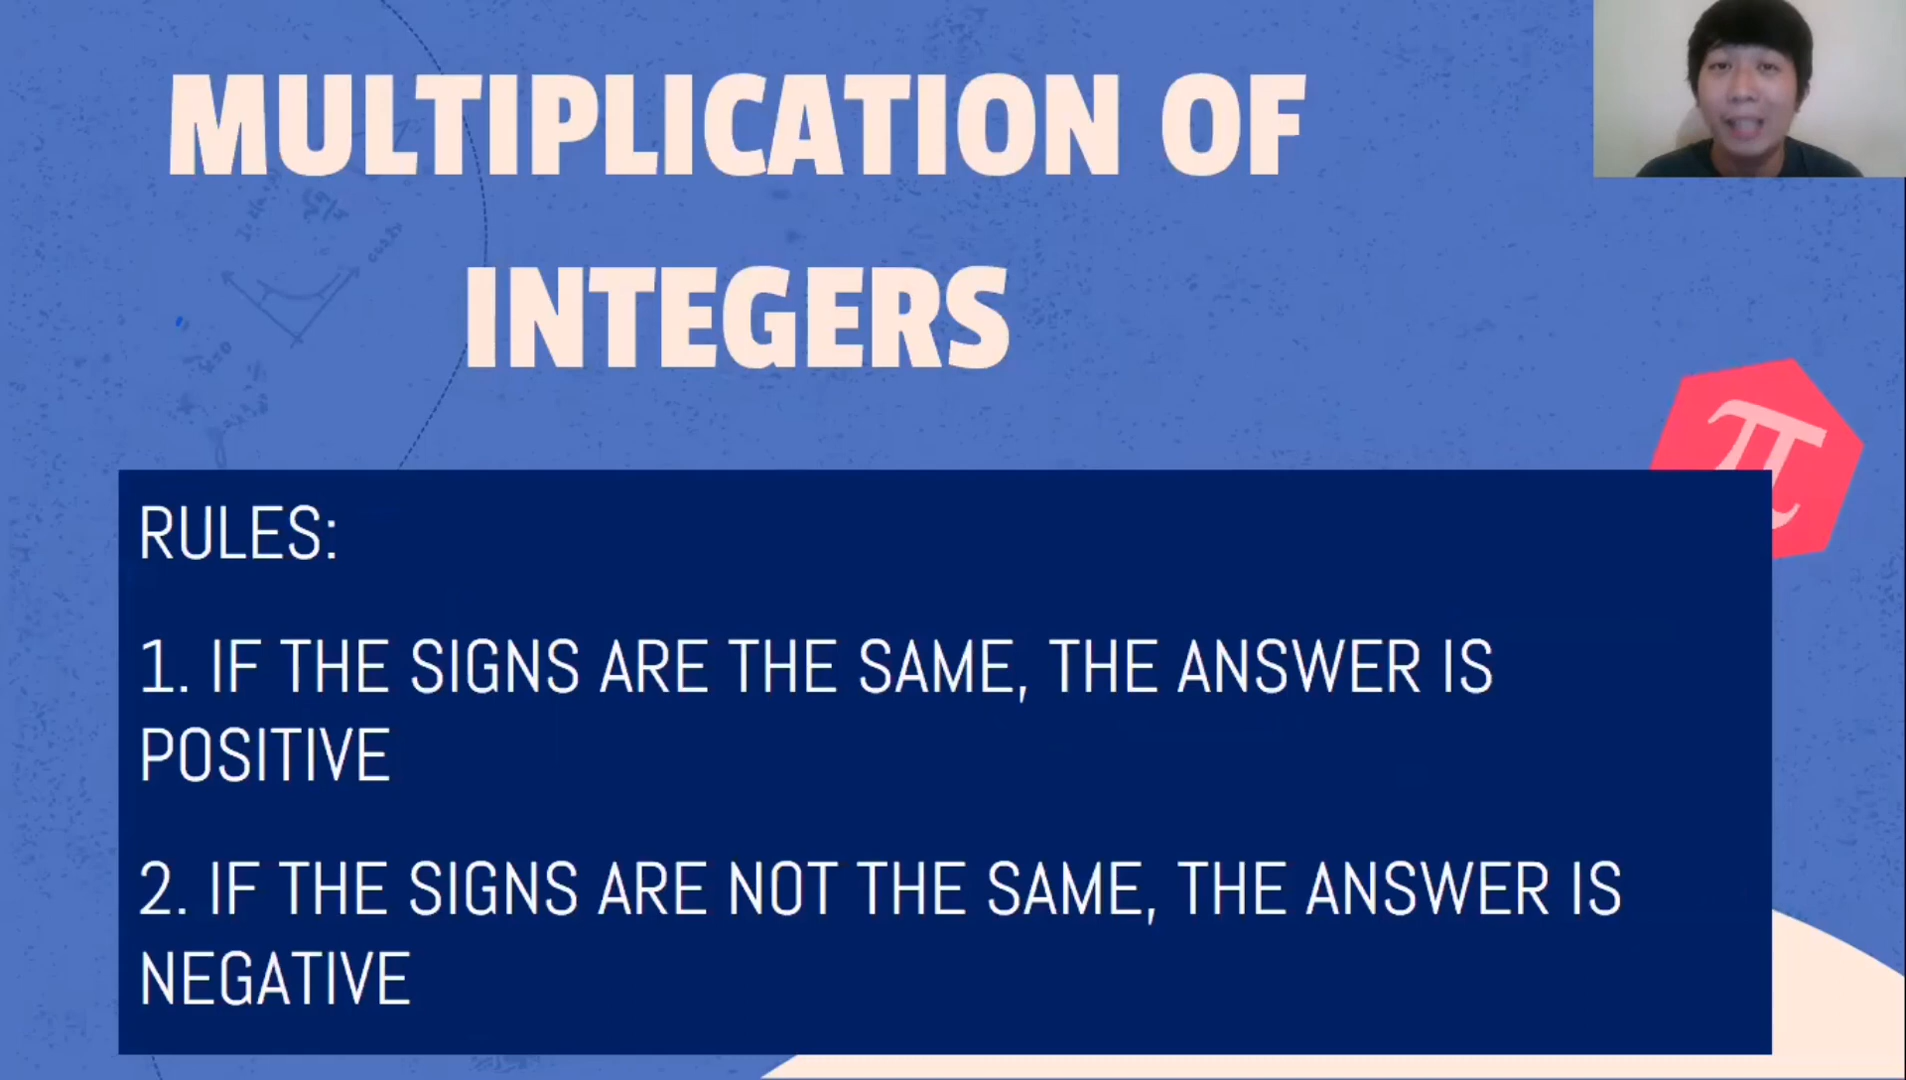 MULTIPLICATION OF
INTEGERS
π
RULES:
1. IF THE SIGNS ARE THE SAME, THE ANSWER IS
POSITIVE
2. IF THE SIGNS ARE NOT THE SAME, THE ANSWER IS
NEGATIVE